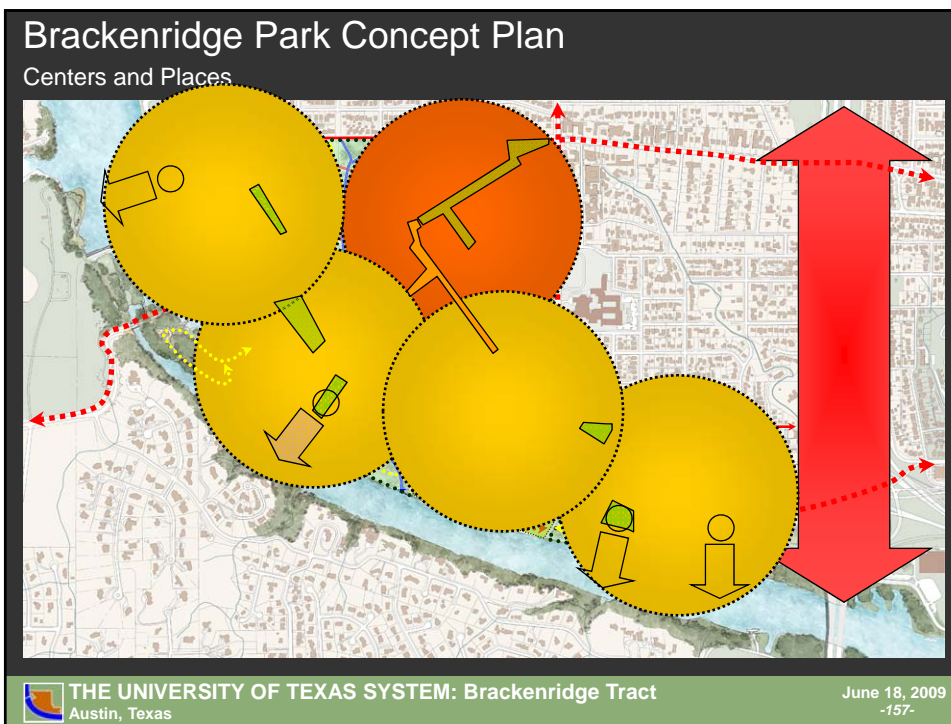 Brackenridge Park Concept Plan
Centers and Places
THE UNIVERSITY OF TEXAS SYSTEM: Brackenridge Tract
Austin, Texas
June 18, 2009
-157-